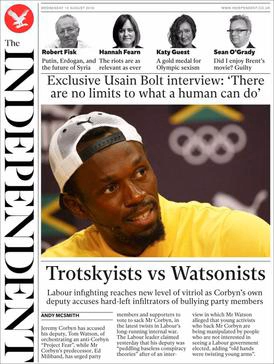 WEDNESDAY 10 AUGUST 2016
WWW.INDEPENDENT.CO.UK
The
INDEPENDENT
Robert Fisk
Putin, Erdogan, and
the future of Syria
Hannah Fearn
The riots are as
relevant as ever
Katy Guest
A gold medal for
Olympic sexism
Sean O'Grady
Did I enjoy Brent's
movie? Guilty
Exclusive Usain Bolt interview: ‘There
are no limits to what a human can do’
Trotskyists vs Watsonists
Labour infighting reaches new level of vitriol as Corbyn's own
deputy accuses hard-left infiltrators of bullying party members
ANDY MCSMITH
Jeremy Corbyn has accused
his deputy, Tom Watson, of
orchestrating an anti-Corbyn
“Project Fear”, while Mr
Corbyn's predecessor, Ed
Miliband, has urged party
members and supporters to
vote to sack Mr Corbyn, in
the latest twists in Labour's
long-running internal war.
The Labour leader claimed
yesterday that his deputy was
“peddling baseless conspiracy
theories” after of an inter-
view in which Mr Watson
alleged that young activists
who back Mr Corbyn are
being manipulated by people
who are not interested in
seeing a Labour government
elected, adding “old hands
were twisting young arms”.